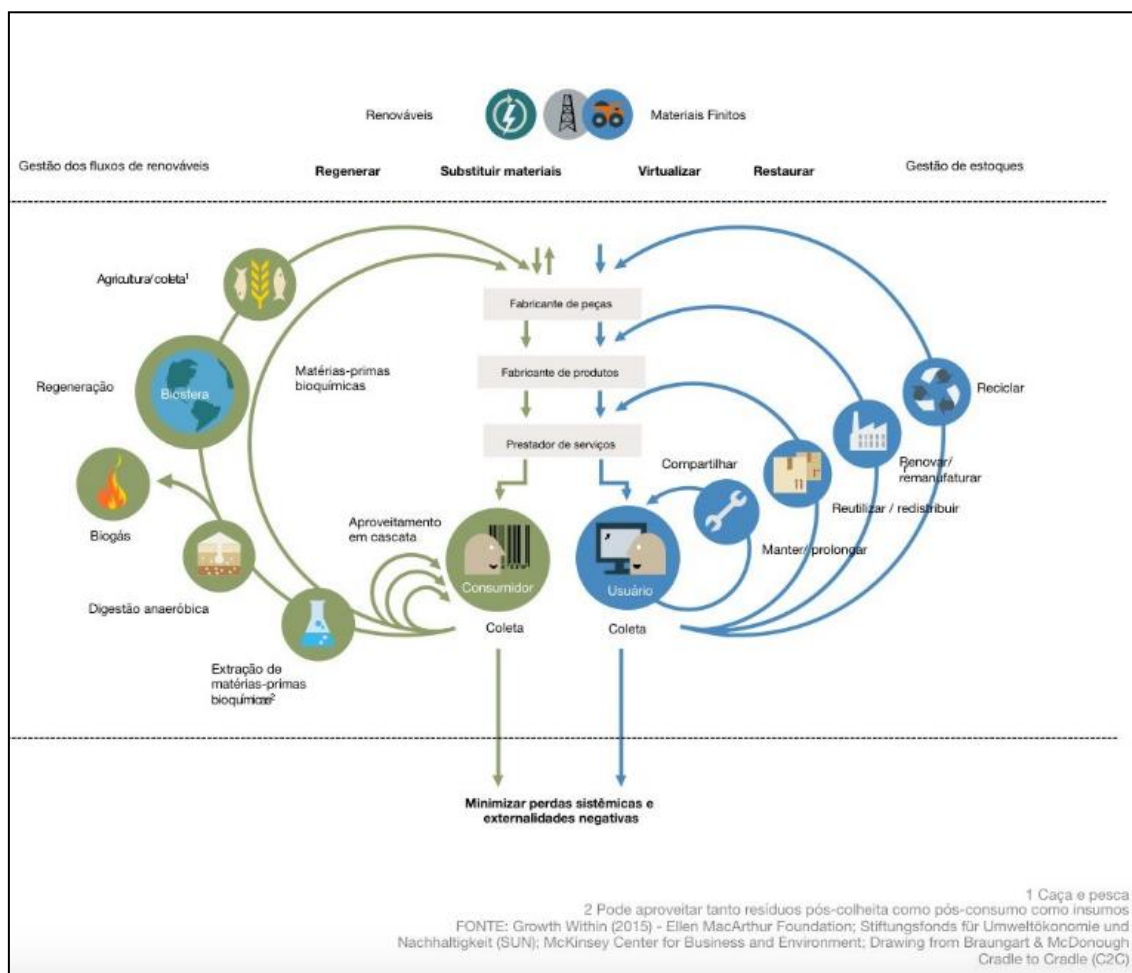 Renováveis
Materiais Finitos
Gestão dos fluxos de renováveis
Regenerar
Substituir materiais
Virtualizar
Restaurar
Gestão de estoques
Agricultura/coleta¹
Fabricante de peças
Matérias-primas
bioquímicas
Fabricante de produtos
Regeneração
Biosfera
Reciclar
Prestador de serviços
Compartilhar
Renovar/
remanufaturar
Reutilizar / redistribuir
Biogás
Aproveitamento
em cascata
Manter/prolongar
Consumidor
Usuário
Digestão anaeróbica
Coleta
Coleta
Extração de
matérias-primas
bioquímicas²
Minimizar perdas sistêmicas e
externalidades negativas
1 Caça e pesca
2 Pode aproveitar tanto resíduos pós-colheita como pós-consumo como insumos
FONTE: Growth Within (2015) - Ellen MacArthur Foundation; Stiftungsfonds für Umweltökonomie und
Nachhaltigkeit (SUN); McKinsey Center for Business and Environment; Drawing from Braungart & McDonough
Cradle to Cradle (C2C)